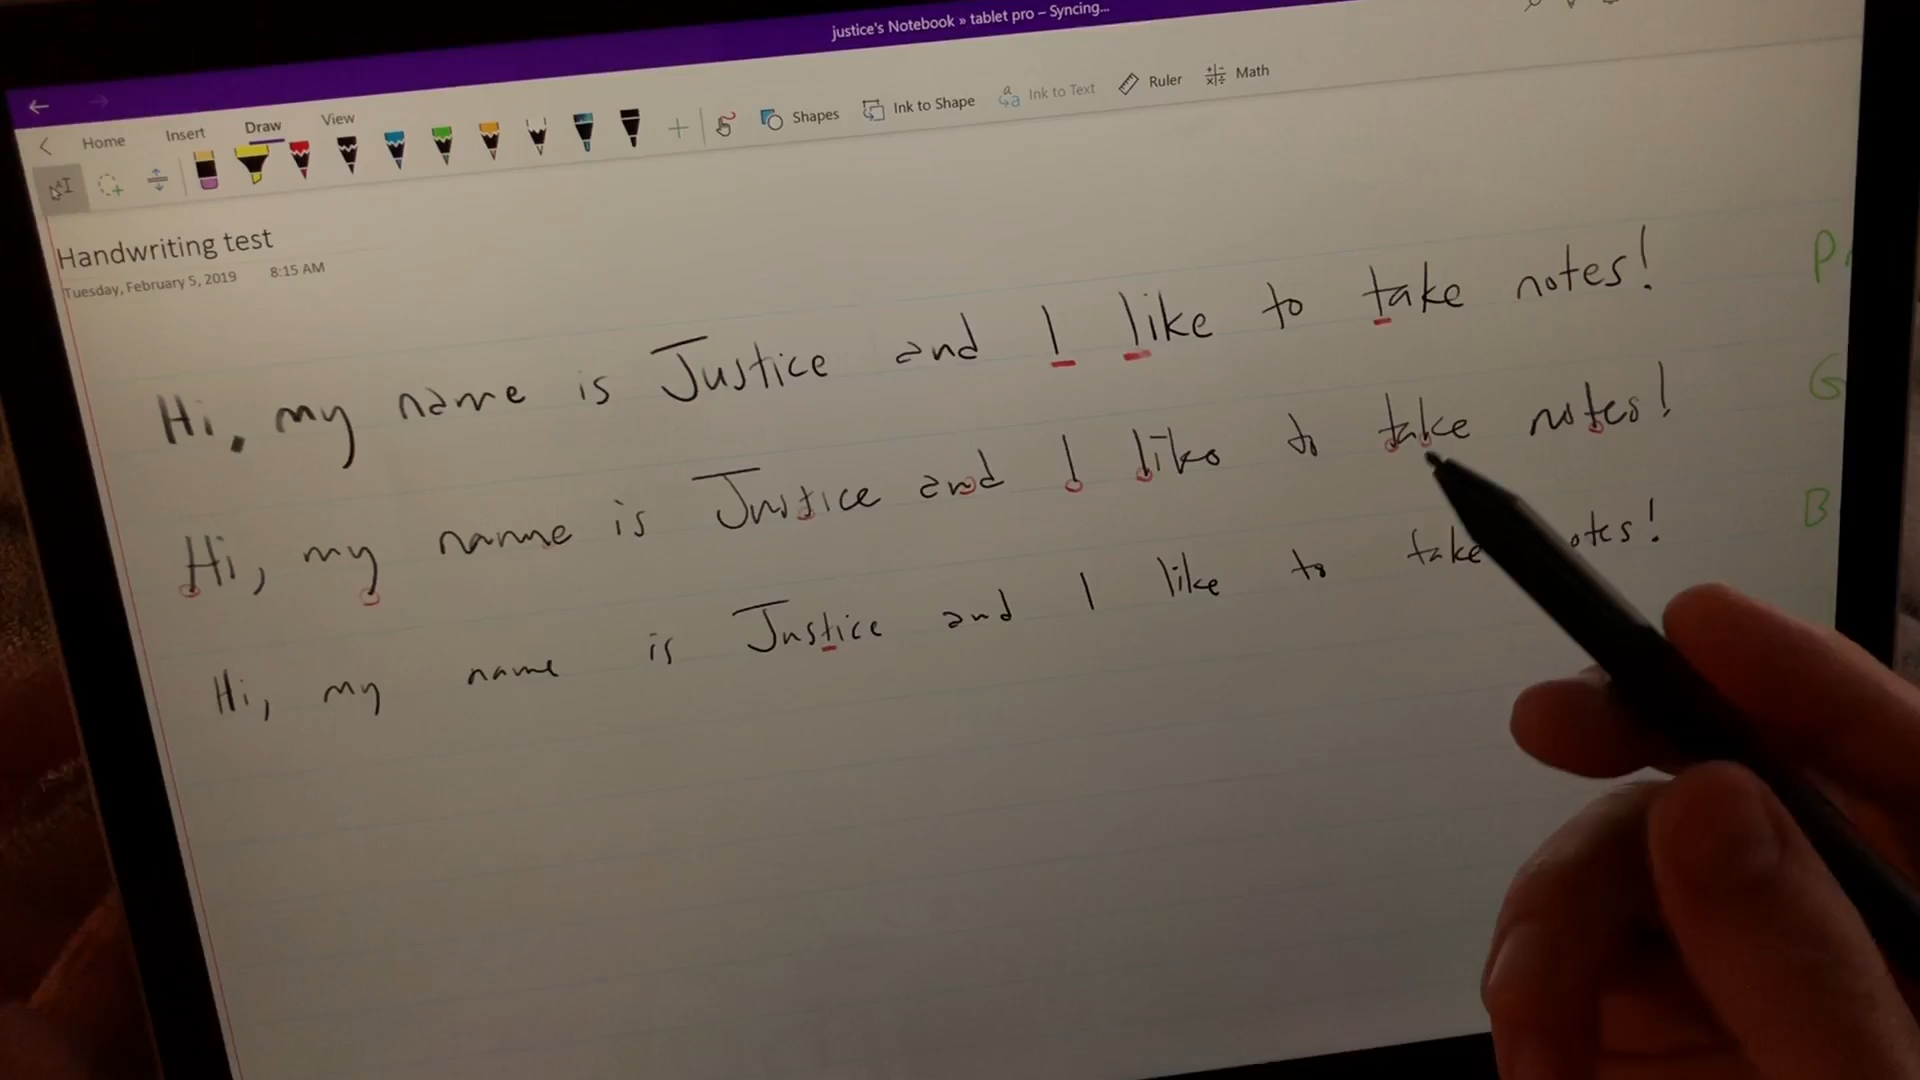 justice's Notebook » tablet pro – Syncing...
Home Insert Draw View
Shapes Ink to Shape Ink to Text Ruler Math
Handwriting test
Tuesday, February 5, 2019 8:15 AM
Hi, my name is Justice and I like to take notes!
Hi, my name is Justice and I like to take notes!
Hi, my name is Justice and I like to take otes!
G
B